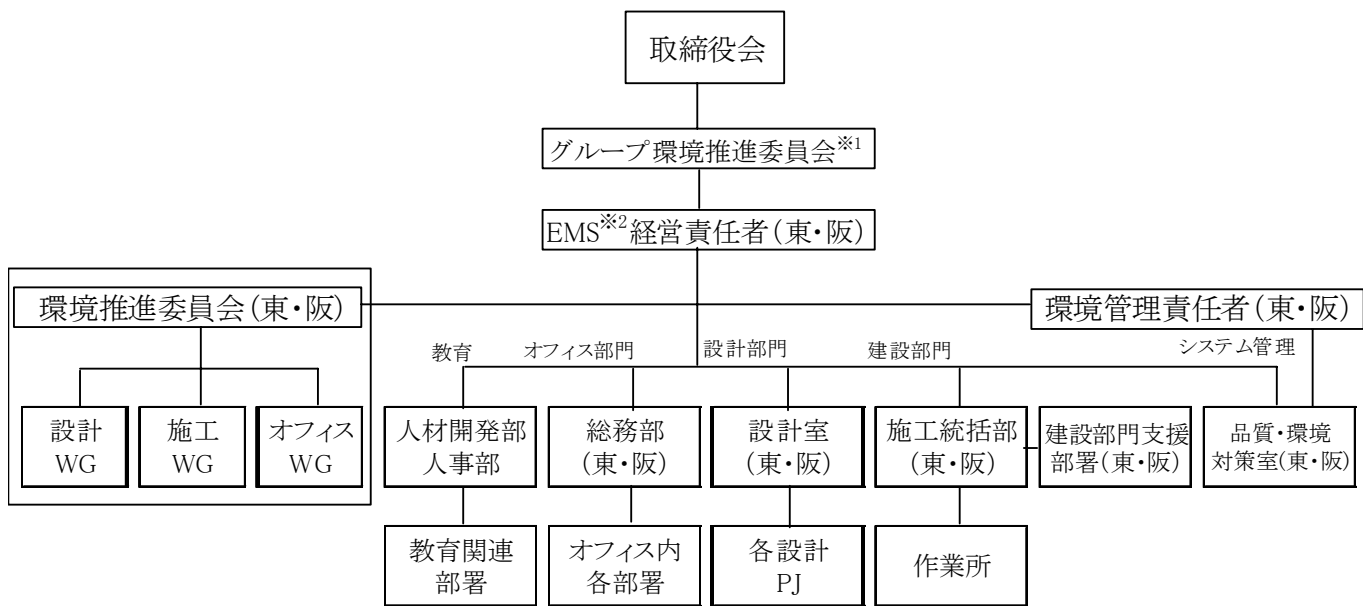 取締役会
グループ環境推進委員会※1
EMS※2経営責任者(東・阪)
環境推進委員会(東・阪)
環境管理責任者(東・阪)
教育
オフィス部門
設計部門
建設部門
システム管理
設計
WG
施工
WG
オフィス
WG
人材開発部
人事部
総務部
(東・阪)
設計室
(東・阪)
施工統括部
(東・阪)
建設部門支援
部署(東・阪)
品質・環境
対策室(東・阪)
教育関連
部署
オフィス内
各部署
各設計
PJ
作業所